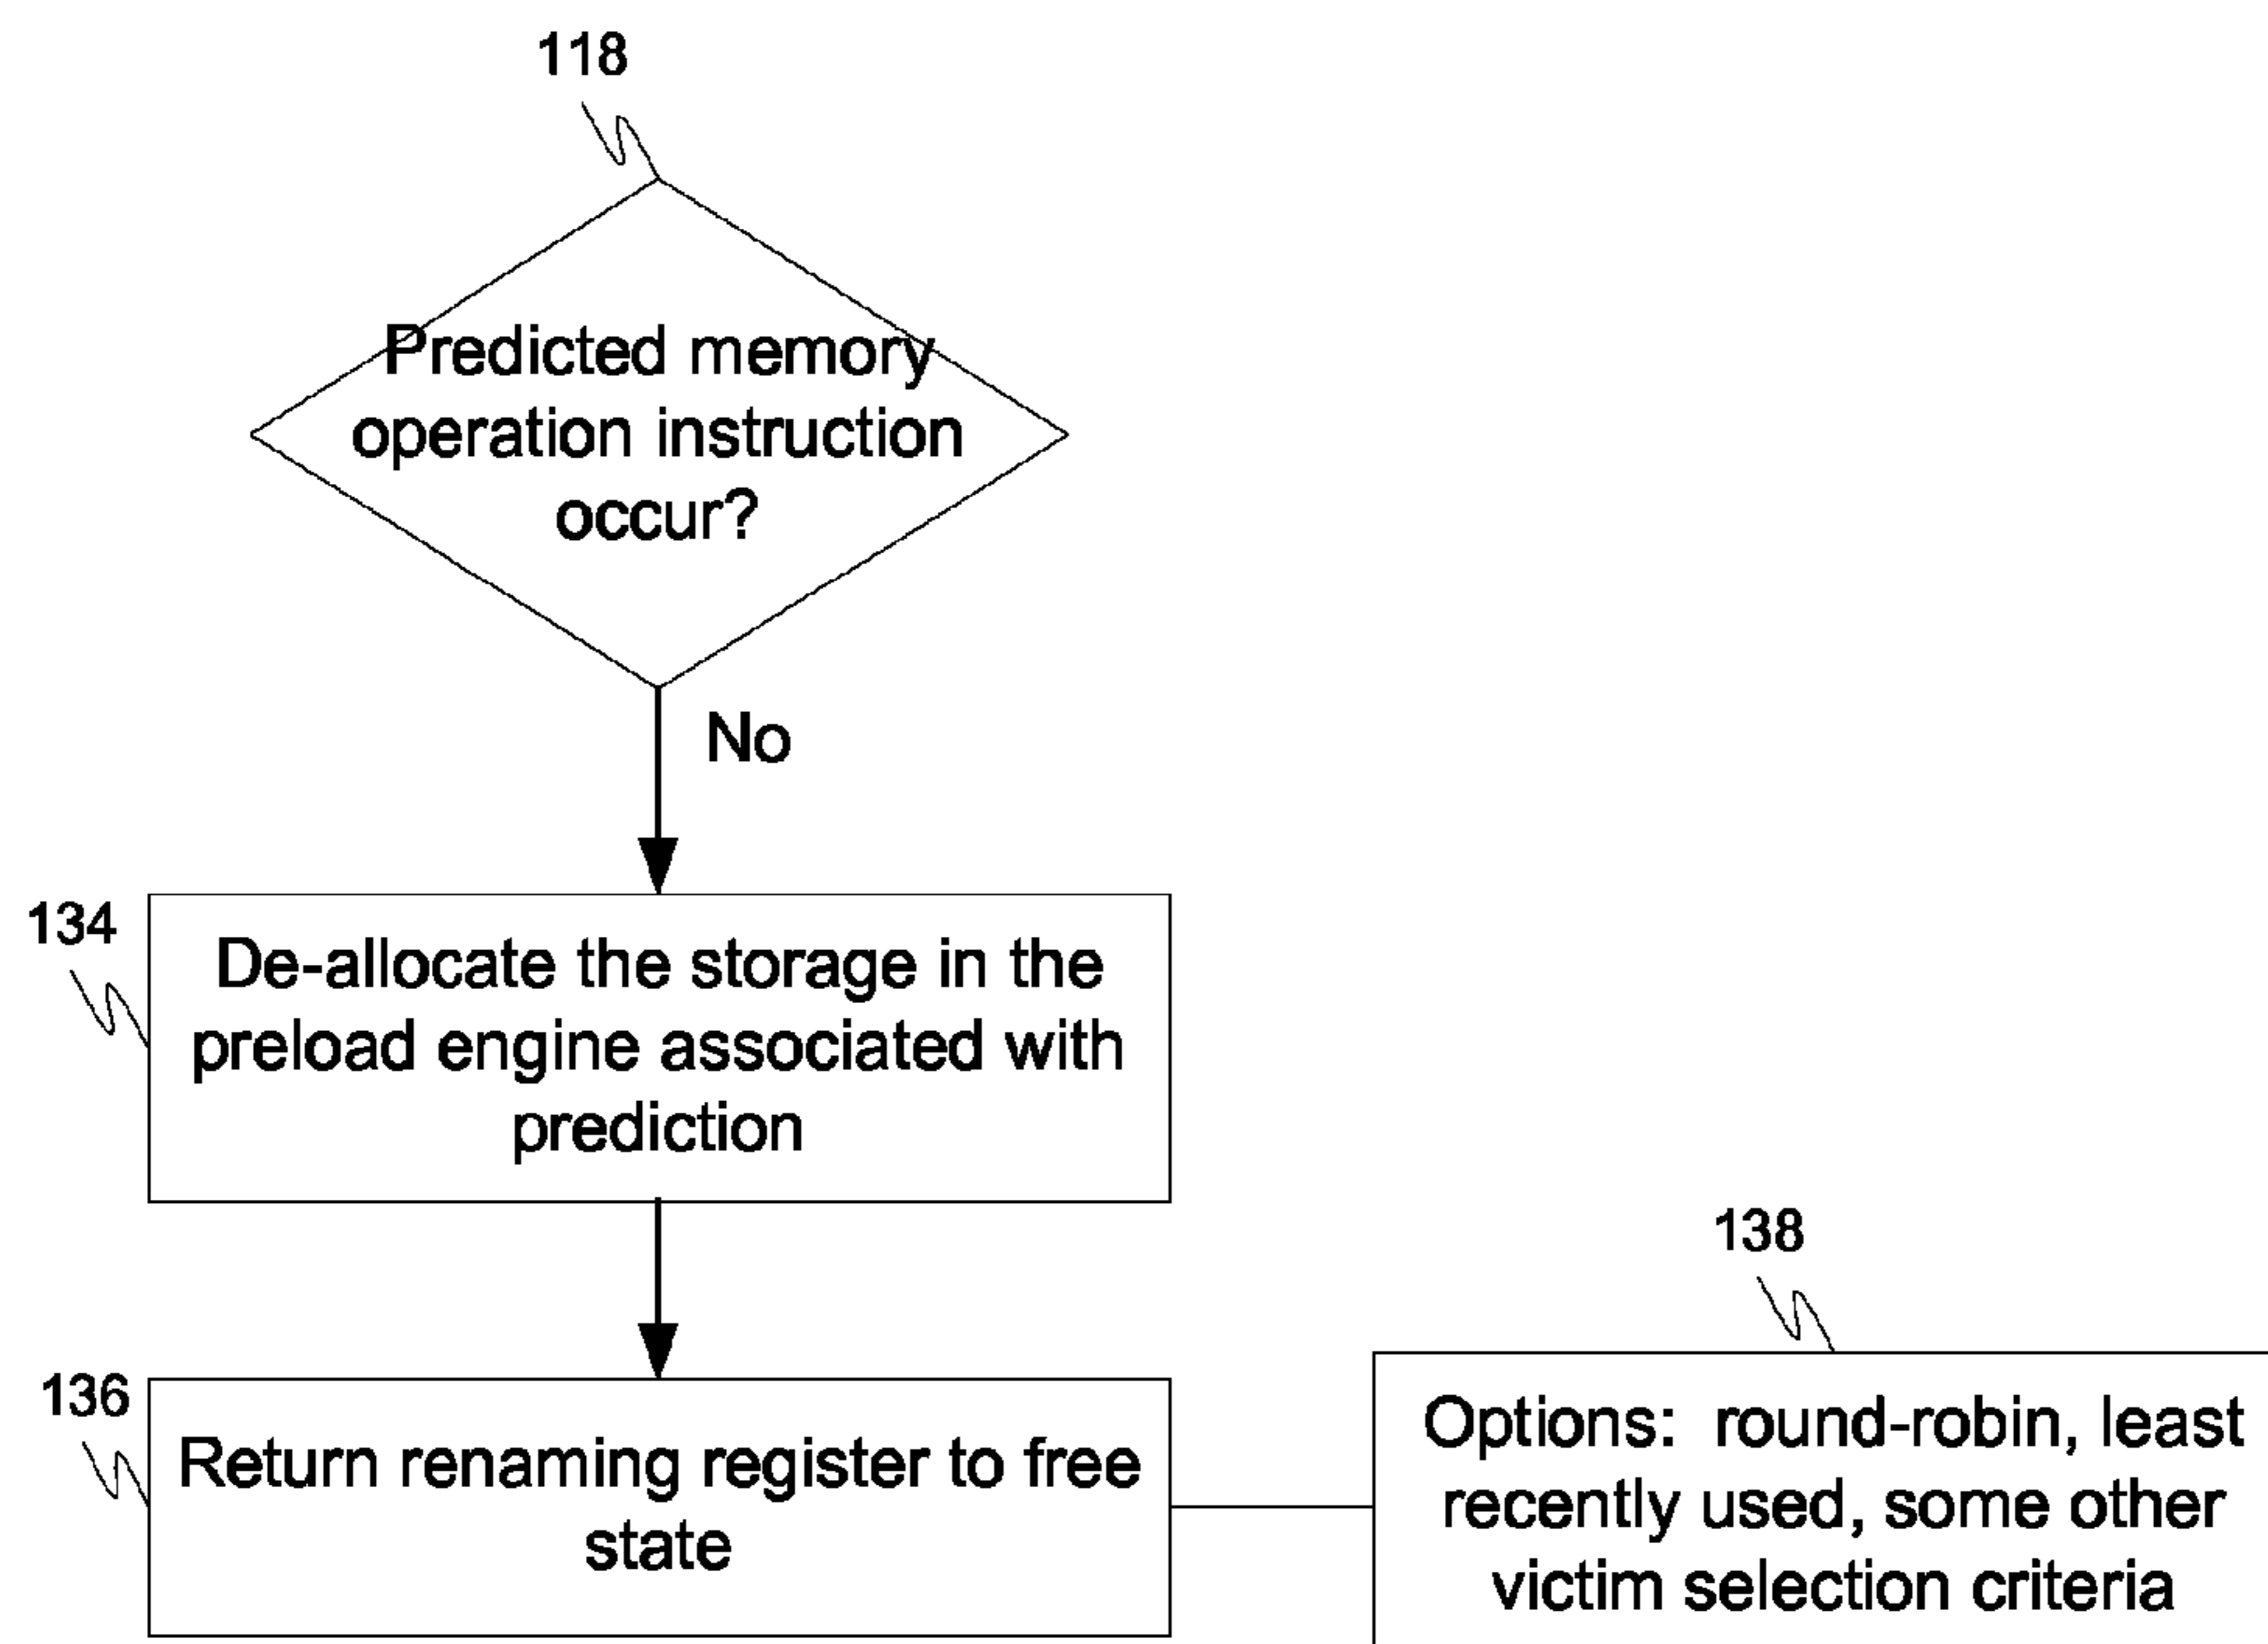 118
Predicted memory
operation instruction
occur?
No
134
De-allocate the storage in the
preload engine associated with
prediction
138
136
Return renaming register to free
state
Options: round-robin, least
recently used, some other
victim selection criteria